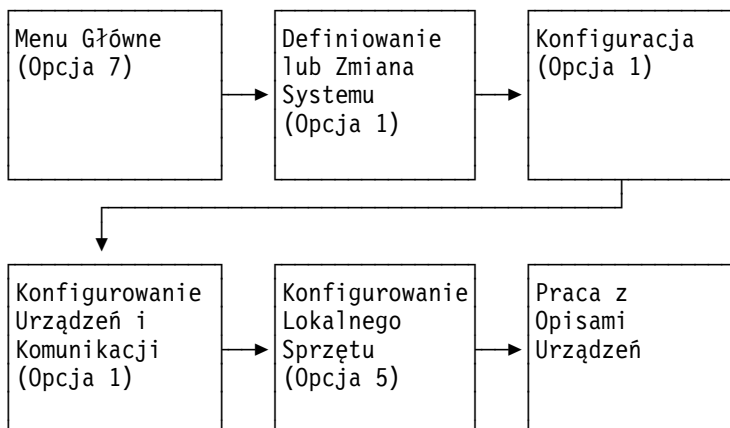 Menu Główne
(Opcja 7)
Definiowanie
lub Zmiana
Systemu
(Opcja 1)
Konfiguracja
(Opcja 1)
Konfigurowanie
Urządzeń i
Komunikacji
(Opcja 1)
Konfigurowanie
Lokalnego
Sprzętu
(Opcja 5)
Praca z
Opisami
Urządzeń